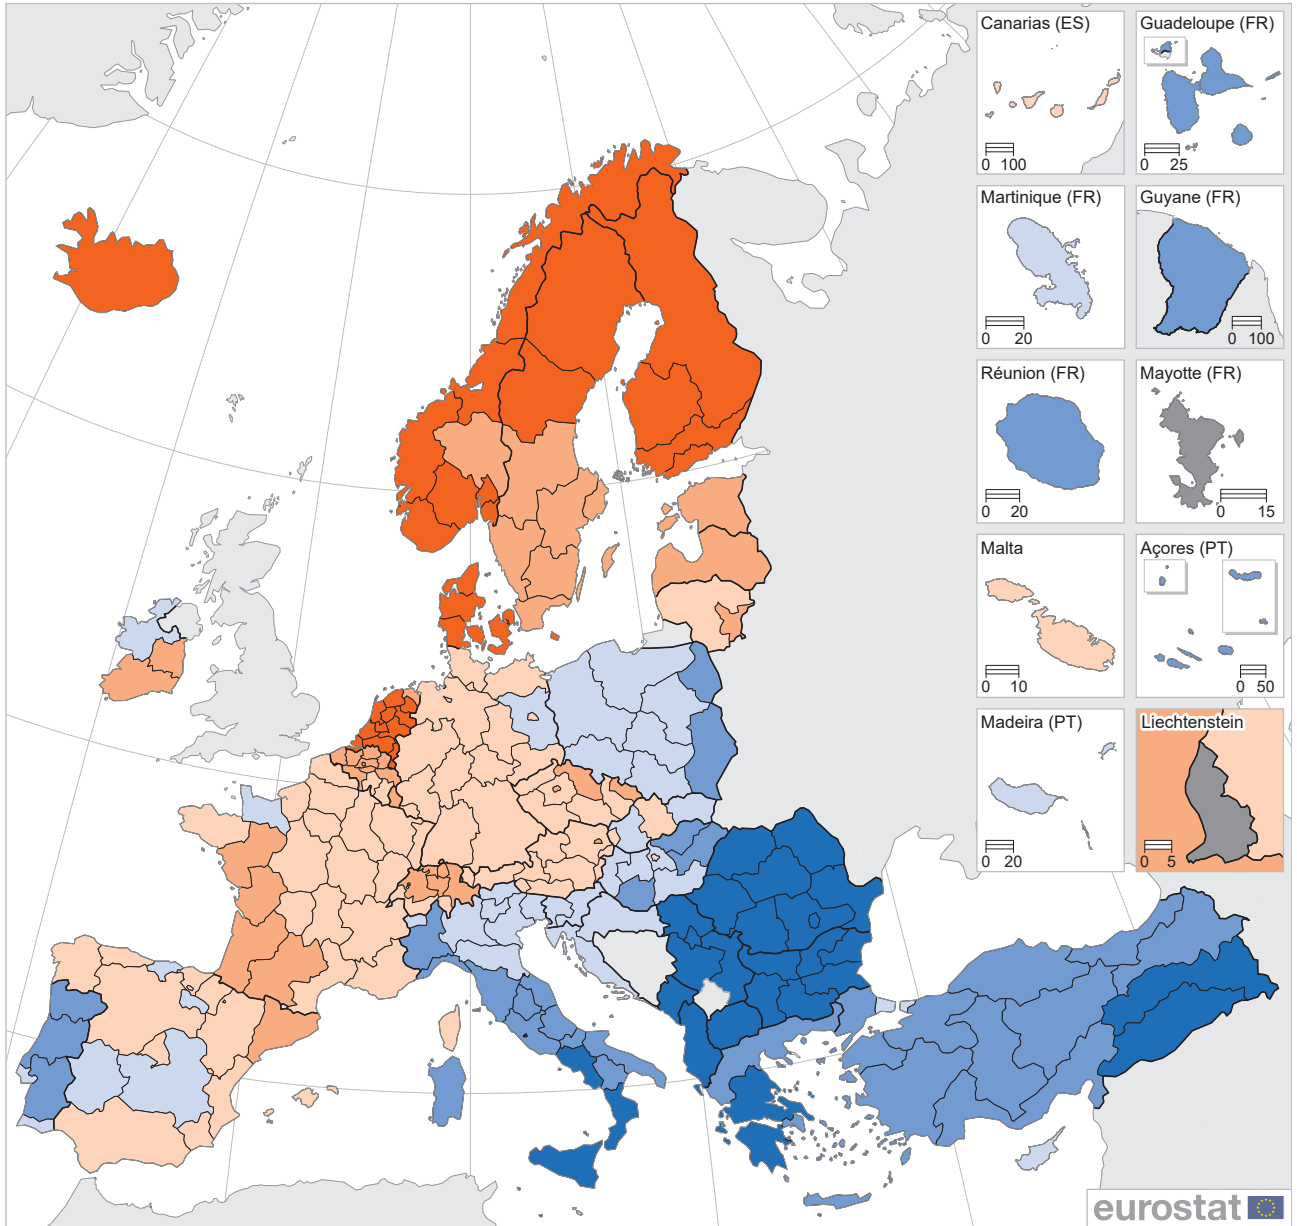 Canarias (ES)
0 100
Guadeloupe (FR)
0 25
Martinique (FR)
0 20
Guyane (FR)
0 100
Réunion (FR)
0 20
Mayotte (FR)
0 15
Malta
0 10
Açores (PT)
0 50
Madeira (PT)
0 20
Liechtenstein
0 5
eurostat